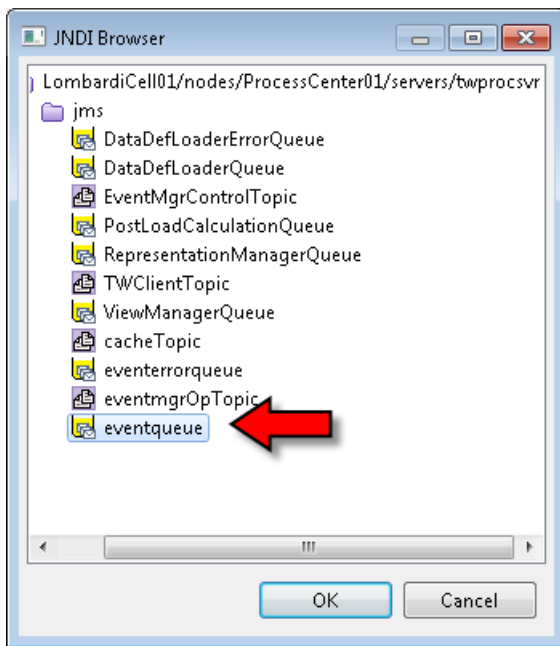 JNDI Browser
LombardiCell01/nodes/ProcessCenter01/servers/twprocsvr
jms
DataDefLoaderErrorQueue
DataDefLoaderQueue
EventMgrControlTopic
PostLoadCalculationQueue
RepresentationManagerQueue
TWClientTopic
ViewManagerQueue
cacheTopic
eventerrorqueue
eventmgrOpTopic
eventqueue
OK Cancel